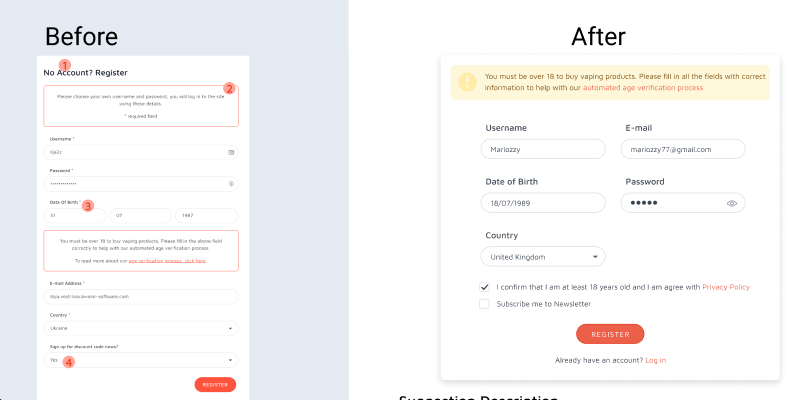 Before
1
No Account? Register
2
Please choose your own username and password, you will log in to the site
using these details.
* required field
Username *
Password *
•••••••••••••
Date Of Birth *
3
07
1987
You must be over 18 to buy vaping products. Please fill in the above field
correctly to help with our automated age verification process.
To read more about our age verification process, click here.
E-mail Address *
Country *
Ukraine
Sign up for discount code news?
Yes
4
REGISTER
After
You must be over 18 to buy vaping products. Please fill in all the fields with correct
information to help with our automated age verification process
Username
E-mail
Mariozzy
mariozzy77@gmail.com
Date of Birth
Password
18/07/1989
•••••
Country
United Kingdom
I confirm that I am at least 18 years old and I am agree with Privacy Policy
Subscribe me to Newsletter
REGISTER
Already have an account? Log in
Suggestion Description